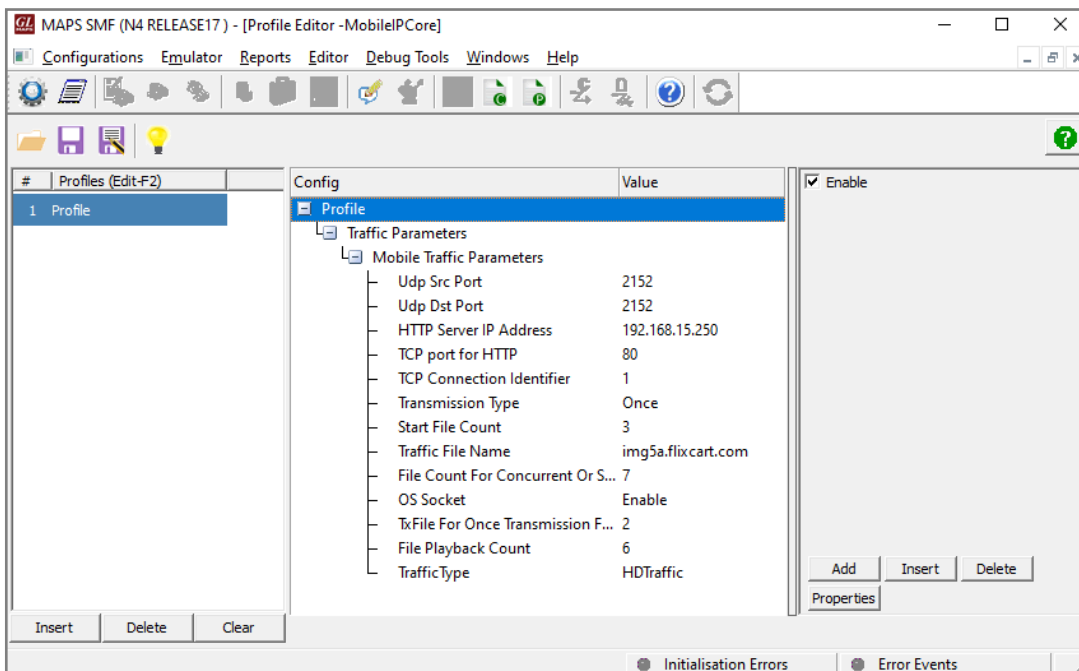 GL MAPS MAPS SMF (N4 RELEASE17 ) - [Profile Editor -MobileIPCore]
Configurations Emulator Reports Editor Debug Tools Windows Help
# Profiles (Edit-F2)
1 Profile
Insert Delete Clear
Config Value
Profile
Traffic Parameters
Mobile Traffic Parameters
Udp Src Port 2152
Udp Dst Port 2152
HTTP Server IP Address 192.168.15.250
TCP port for HTTP 80
TCP Connection Identifier 1
Transmission Type Once
Start File Count 3
Traffic File Name img5a.flixcart.com
File Count For Concurrent Or S... 7
OS Socket Enable
TxFile For Once Transmission F... 2
File Playback Count 6
TrafficType HDTraffic
Enable
Add Insert Delete
Properties
Initialisation Errors Error Events